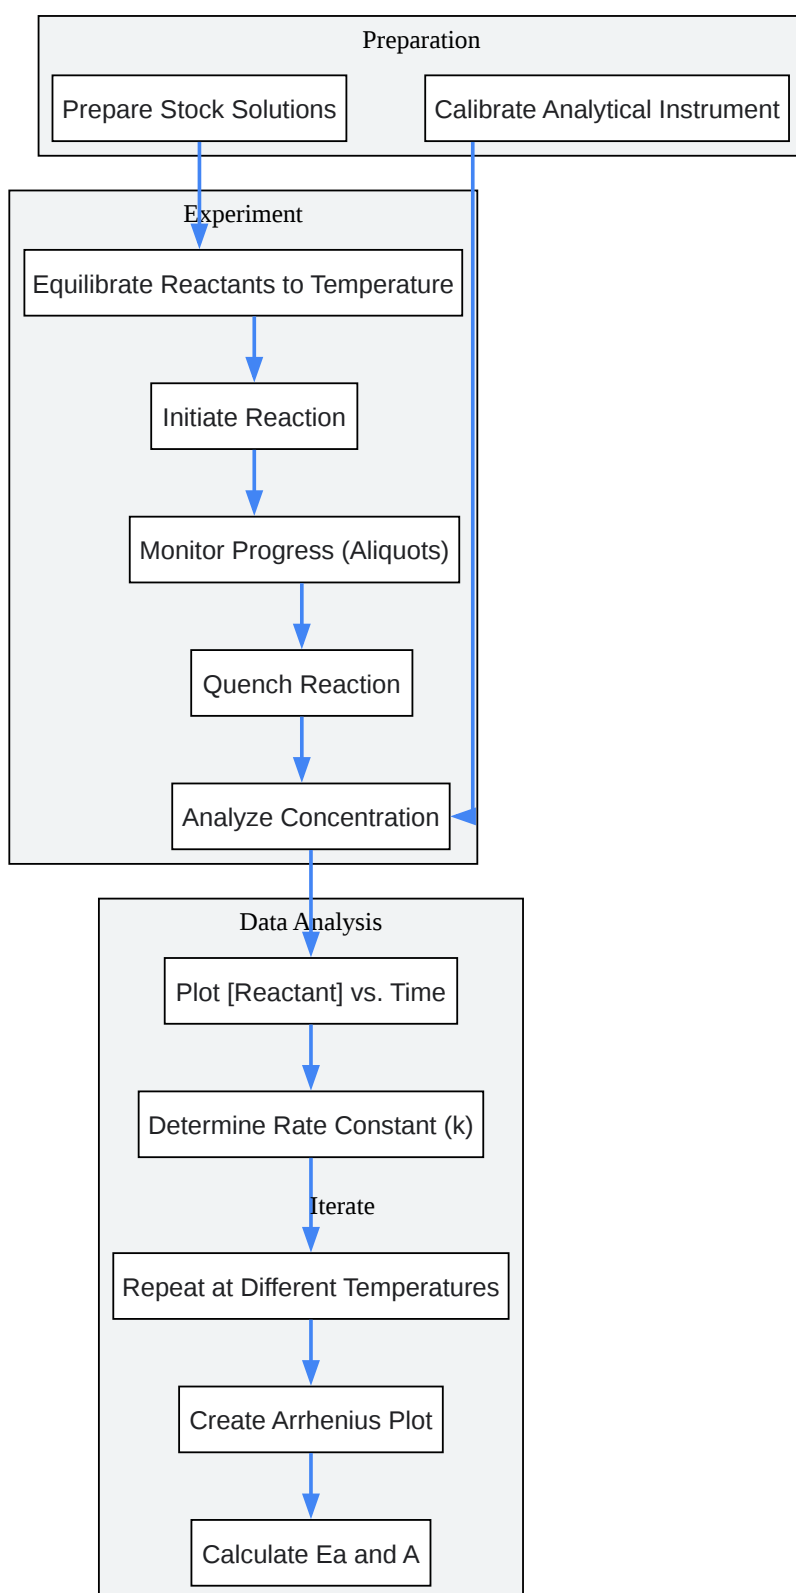 Preparation
Prepare Stock Solutions
Calibrate Analytical Instrument
Experiment
Equilibrate Reactants to Temperature
Initiate Reaction
Monitor Progress (Aliquots)
Quench Reaction
Analyze Concentration
Data Analysis
Plot [Reactant] vs. Time
Determine Rate Constant (k)
Iterate
Repeat at Different Temperatures
Create Arrhenius Plot
Calculate Ea and A